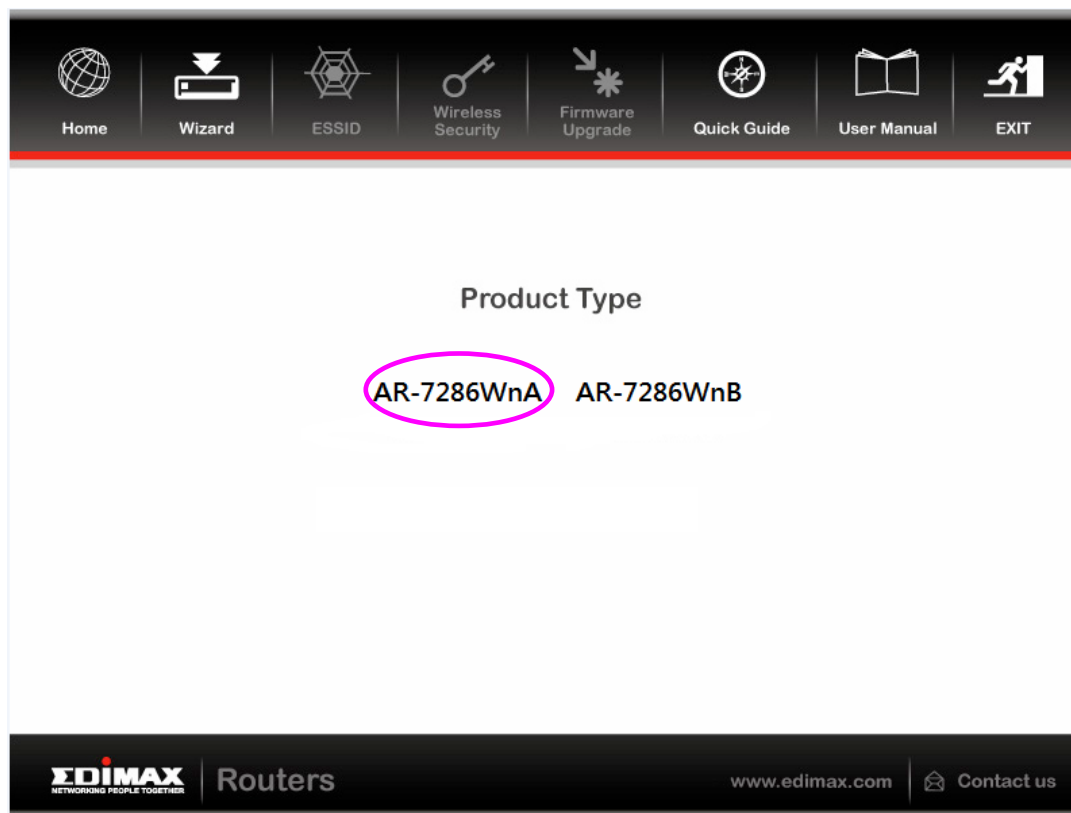 Home
Wizard
ESSID
Wireless
Security
Firmware
Upgrade
Quick Guide
User Manual
EXIT
Product Type
AR-7286WnA AR-7286WnB
EDIMAX
NETWORKING PEOPLE TOGETHER
Routers
www.edimax.com
Contact us